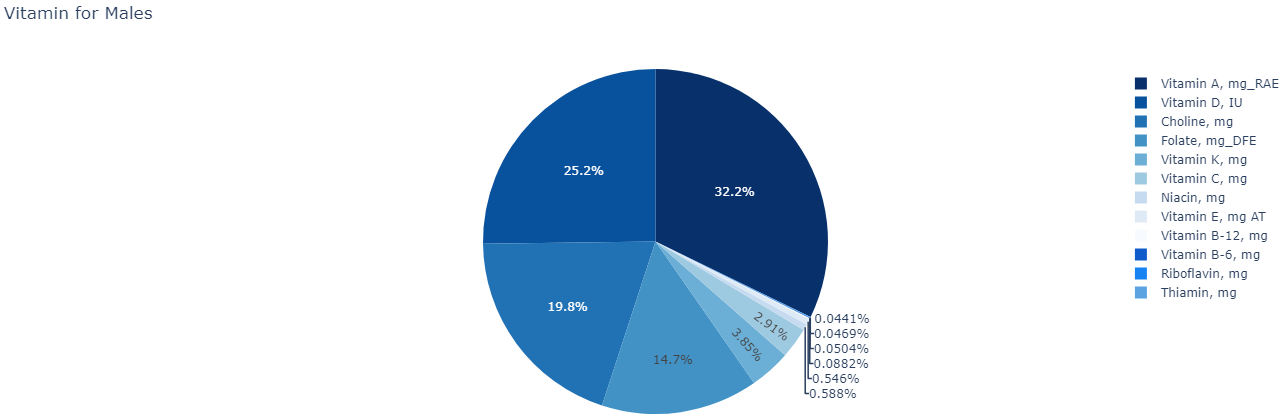 Vitamin for Males
32.2%
25.2%
19.8%
14.7%
3.85%
2.91%
0.0441%
0.0469%
0.0504%
0.0882%
0.546%
0.588%
Vitamin A, mg_RAE
Vitamin D, IU
Choline, mg
Folate, mg_DFE
Vitamin K, mg
Vitamin C, mg
Niacin, mg
Vitamin E, mg AT
Vitamin B-12, mg
Vitamin B-6, mg
Riboflavin, mg
Thiamin, mg